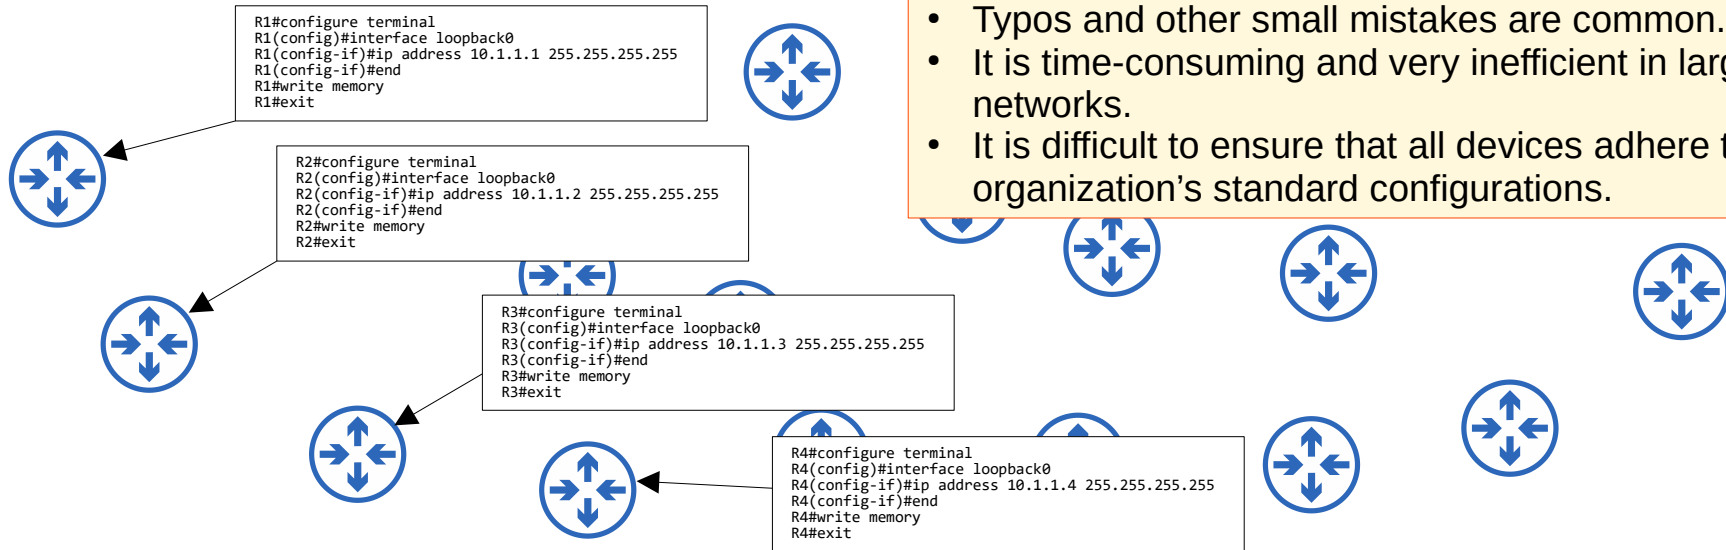 R1#configure terminal
R1(config)#interface loopback0
R1(config-if)#ip address 10.1.1.1 255.255.255.255
R1(config-if)#end
R1#write memory
R1#exit
R2#configure terminal
R2(config)#interface loopback0
R2(config-if)#ip address 10.1.1.2 255.255.255.255
R2(config-if)#end
R2#write memory
R2#exit
R3#configure terminal
R3(config)#interface loopback0
R3(config-if)#ip address 10.1.1.3 255.255.255.255
R3(config-if)#end
R3#write memory
R3#exit
R4#configure terminal
R4(config)#interface loopback0
R4(config-if)#ip address 10.1.1.4 255.255.255.255
R4(config-if)#end
R4#write memory
R4#exit
• Typos and other small mistakes are common.
• It is time-consuming and very inefficient in
networks.
• It is difficult to ensure that all devices adhere
organization’s standard configurations.